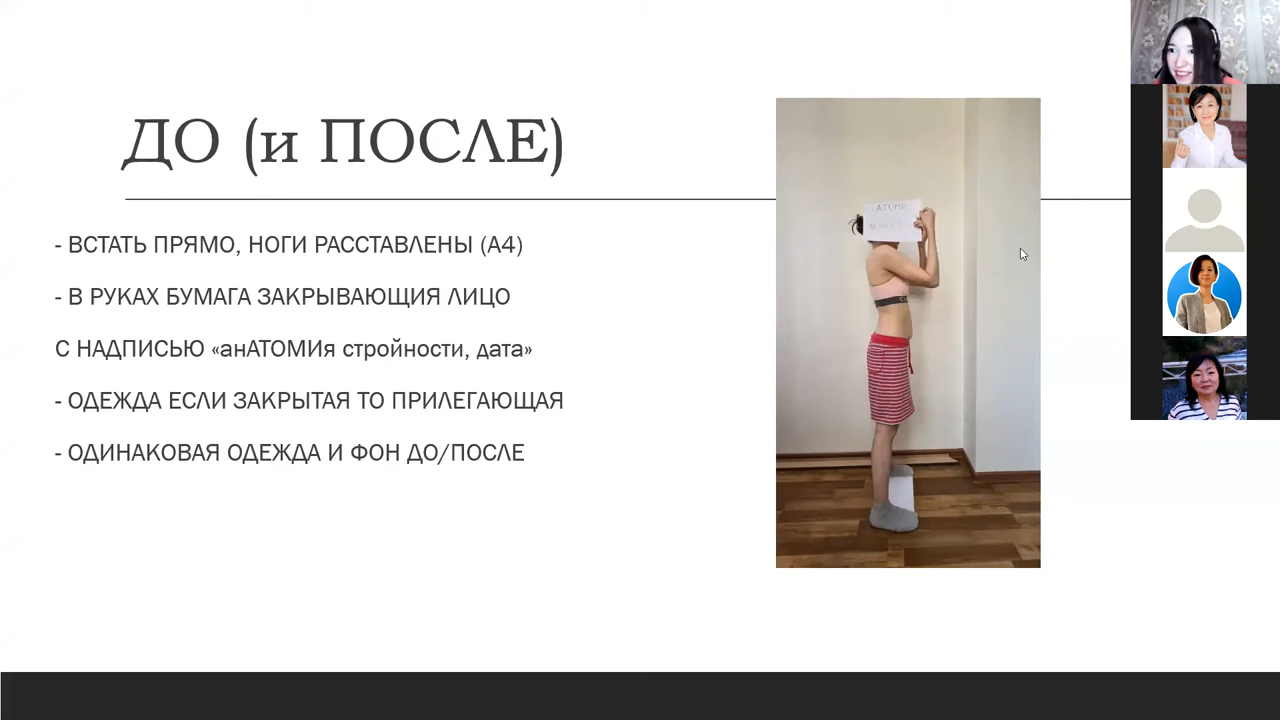 ДО (и ПОСЛЕ)
- ВСТАТЬ ПРЯМО, НОГИ РАССТАВЛЕНЫ (А4)
- В РУКАХ БУМАГА ЗАКРЫВАЮЩИЯ ЛИЦО
С НАДПИСЬЮ «анАТОМИя стройности, дата»
- ОДЕЖДА ЕСЛИ ЗАКРЫТАЯ ТО ПРИЛЕГАЮЩАЯ
- ОДИНАКОВАЯ ОДЕЖДА И ФОН ДО/ПОСЛЕ